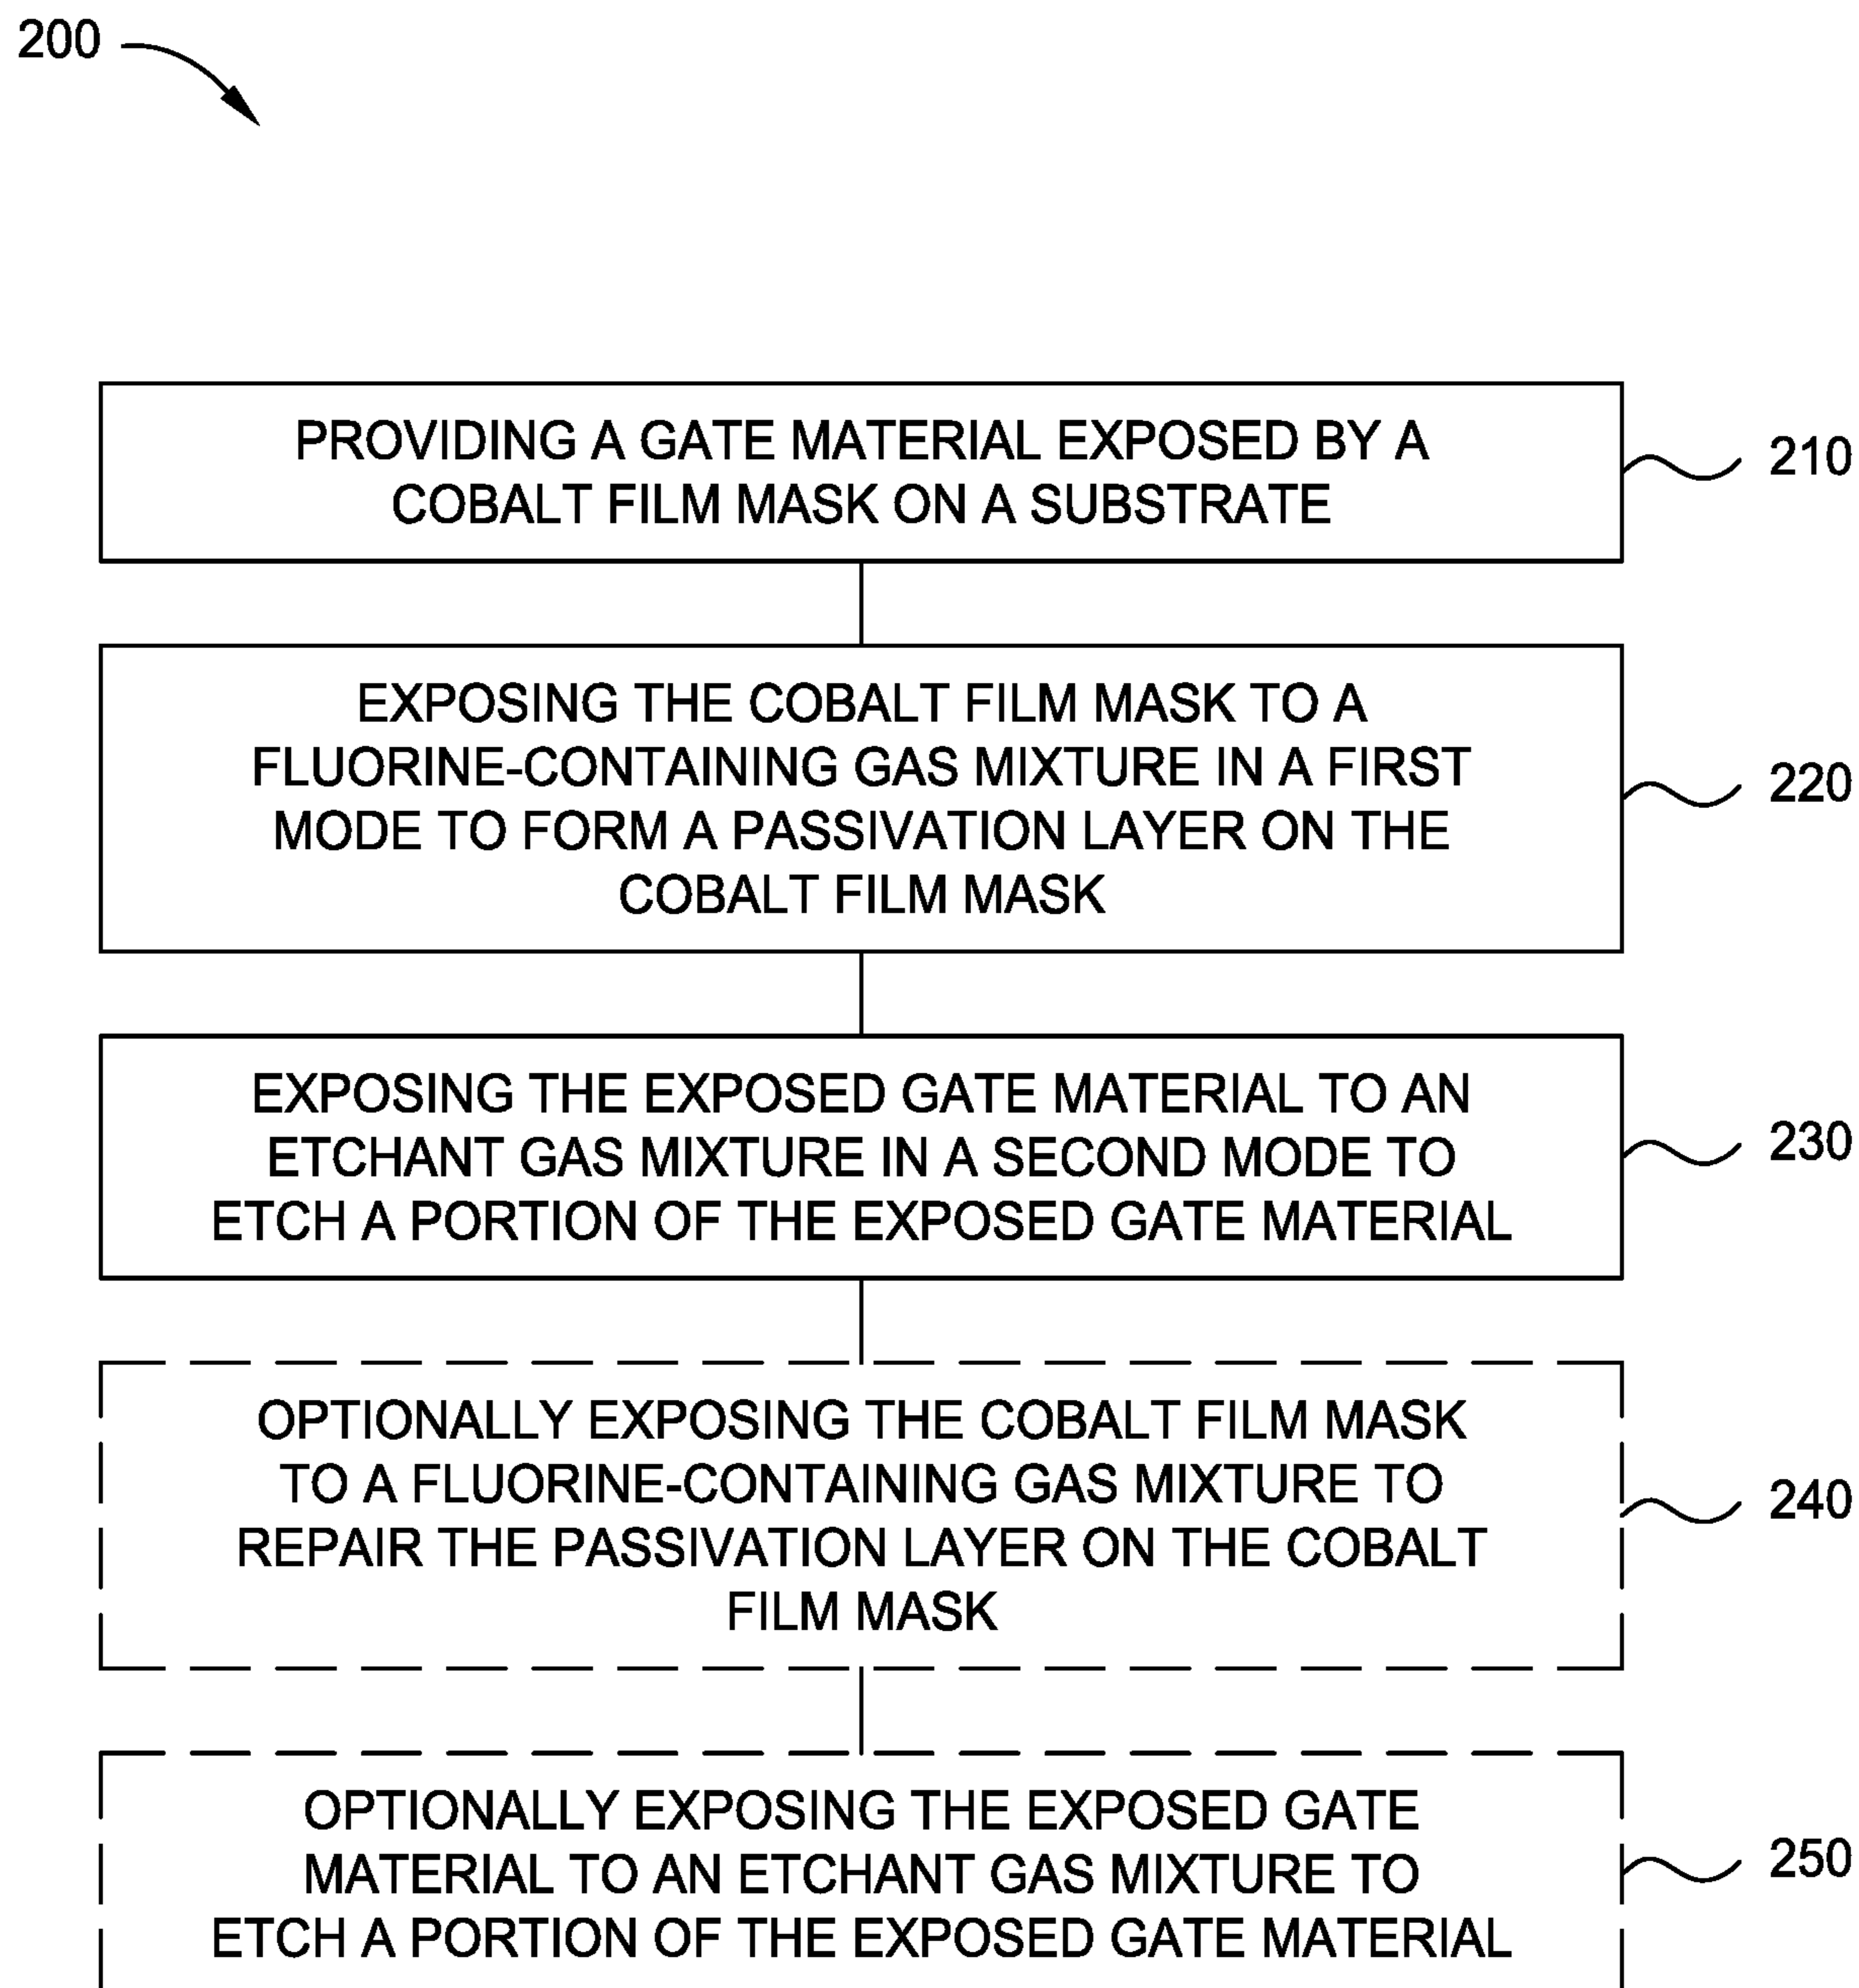 200
PROVIDING A GATE MATERIAL EXPOSED BY A
COBALT FILM MASK ON A SUBSTRATE
210
EXPOSING THE COBALT FILM MASK TO A
FLUORINE-CONTAINING GAS MIXTURE IN A FIRST
MODE TO FORM A PASSIVATION LAYER ON THE
COBALT FILM MASK
220
EXPOSING THE EXPOSED GATE MATERIAL TO AN
ETCHANT GAS MIXTURE IN A SECOND MODE TO
ETCH A PORTION OF THE EXPOSED GATE MATERIAL
230
OPTIONALLY EXPOSING THE COBALT FILM MASK
TO A FLUORINE-CONTAINING GAS MIXTURE TO
REPAIR THE PASSIVATION LAYER ON THE COBALT
FILM MASK
240
OPTIONALLY EXPOSING THE EXPOSED GATE
MATERIAL TO AN ETCHANT GAS MIXTURE TO
ETCH A PORTION OF THE EXPOSED GATE MATERIAL
250